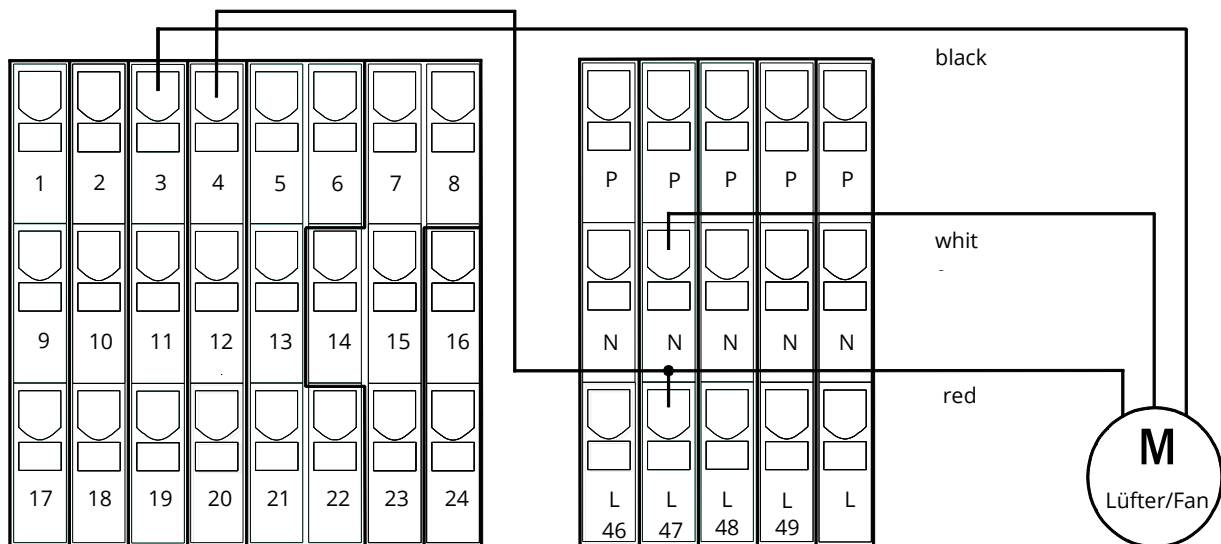 black
1 2 3 4 5 6 7 8
P P P P P
whit
9 10 11 12 13 14 15 16
N N N N N
red
M
Lüfter/Fan
17 18 19 20 21 22 23 24
L L L L L
46 47 48 49